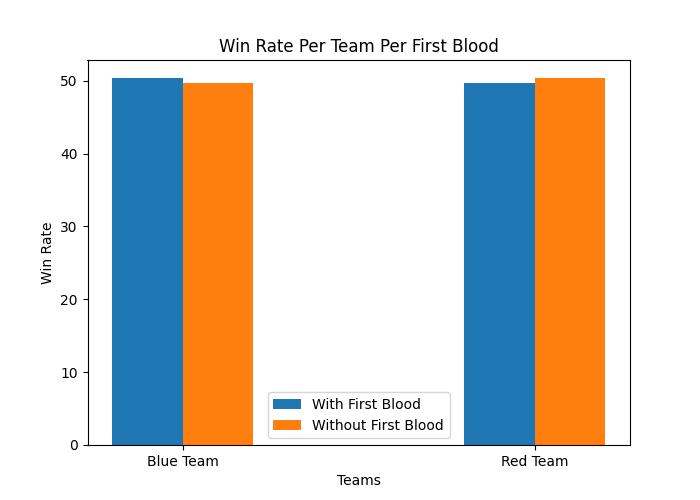 Win Rate Per Team Per First Blood
50
40
30
20
10
0
Win Rate
With First Blood
Without First Blood
Blue Team
Red Team
Teams